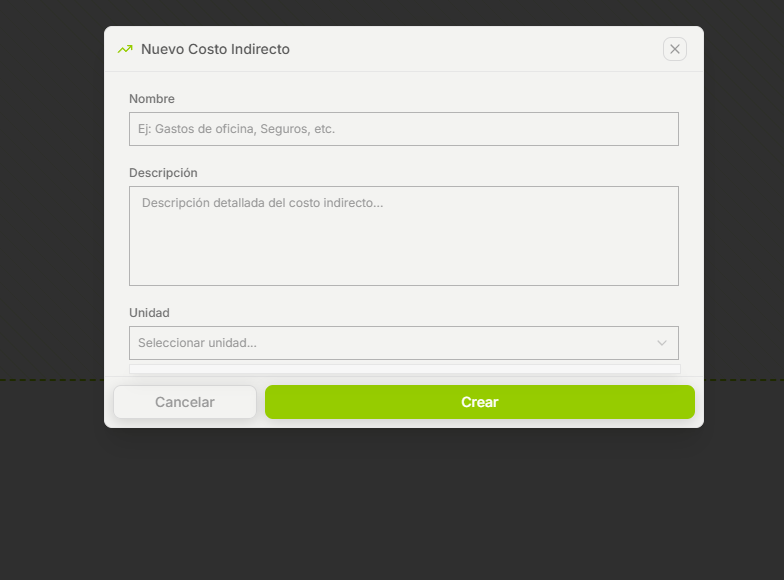 Nuevo Costo Indirecto
Nombre
Ej: Gastos de oficina, Seguros, etc.
Descripción
Descripción detallada del costo indirecto...
Unidad
Seleccionar unidad...
Cancelar
Crear